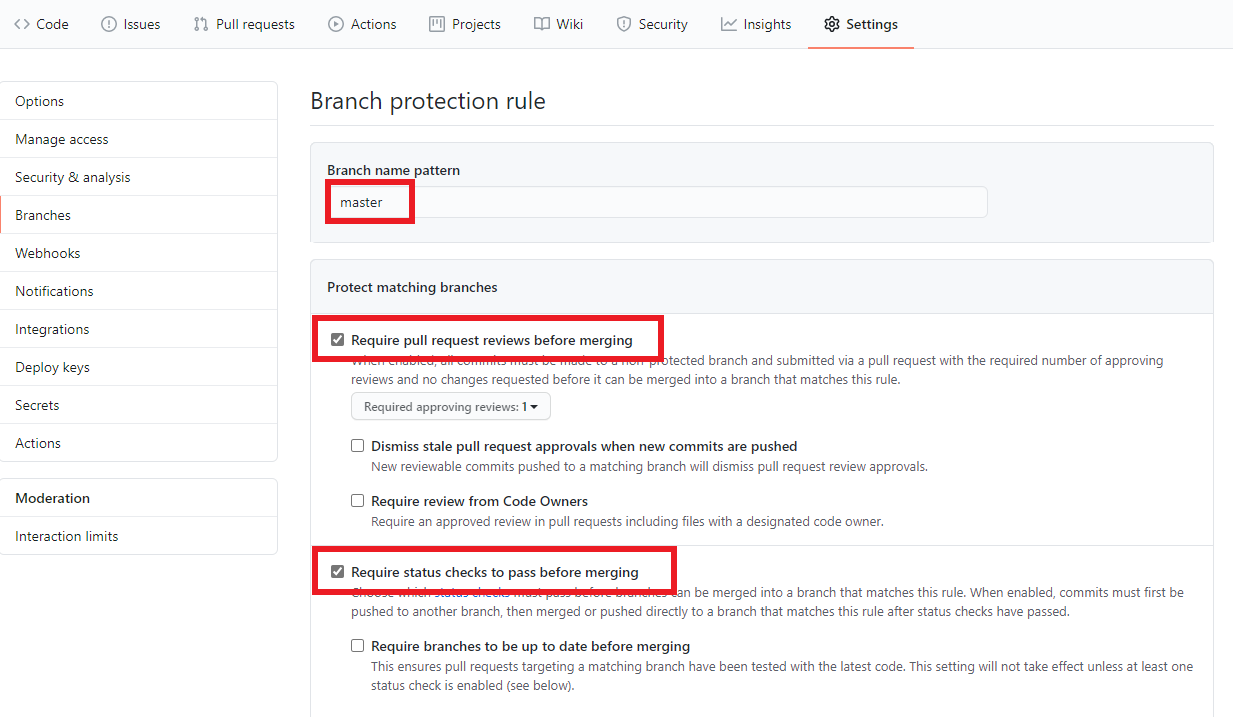 Code Issues Pull requests Actions Projects Wiki Security Insights Settings
Options
Manage access
Security & analysis
Branches
Webhooks
Notifications
Integrations
Deploy keys
Secrets
Actions
Moderation
Interaction limits
Branch protection rule
Branch name pattern
master
Protect matching branches
Require pull request reviews before merging
When enabled, all commits must be made to a non-protected branch and submitted via a pull request with the required number of approving
reviews and no changes requested before it can be merged into a branch that matches this rule.
Required approving reviews: 1
Dismiss stale pull request approvals when new commits are pushed
New reviewable commits pushed to a matching branch will dismiss pull request review approvals.
Require review from Code Owners
Require an approved review in pull requests including files with a designated code owner.
Require status checks to pass before merging
Choose which status checks must pass before branches can be merged into a branch that matches this rule. When enabled, commits must first be
pushed to another branch, then merged or pushed directly to a branch that matches this rule after status checks have passed.
Require branches to be up to date before merging
This ensures pull requests targeting a matching branch have been tested with the latest code. This setting will not take effect unless at least one
status check is enabled (see below).